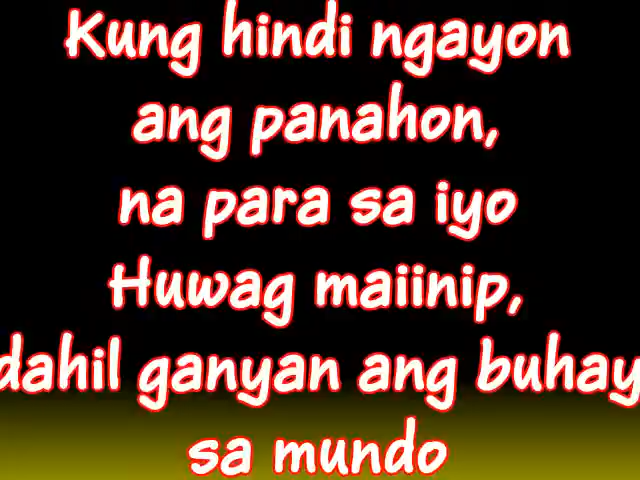 Kung hindi ngayon
ang panahon,
na para sa iyo
Huwag maiinip,
dahil ganyan ang buhay
sa mundo